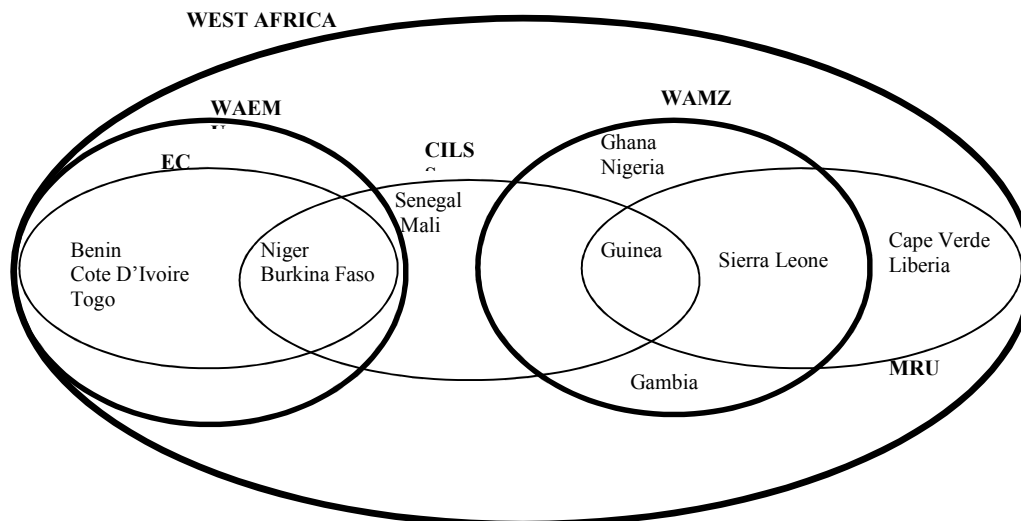 WEST AFRICA
WAEM
WAMZ
EC
CILS
Ghana
Nigeria
Senegal
Mali
Benin
Cote D’Ivoire
Togo
Niger
Burkina Faso
Guinea
Sierra Leone
Cape Verde
Liberia
Gambia
MRU